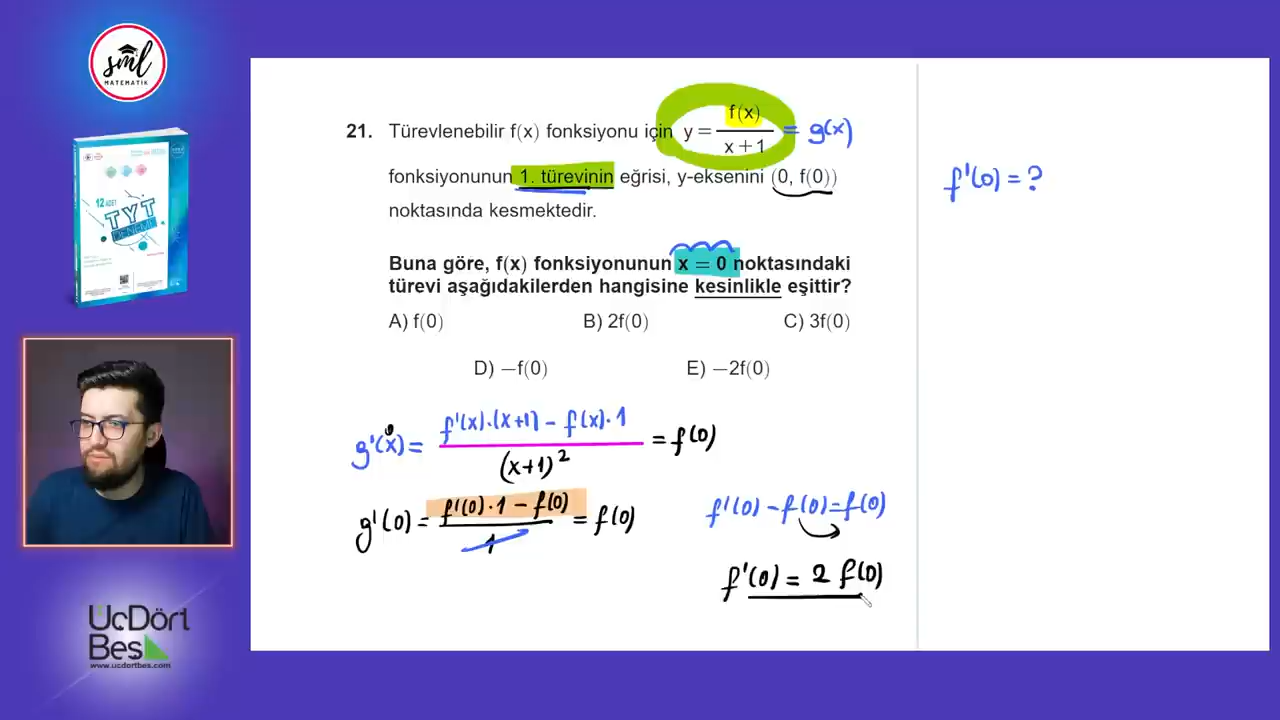 sml
MATEMATİK
12 ADET
TYT
DENEME
21. Türevlenebilir f(x) fonksiyonu için y = f(x) / x + 1 = g(x)
fonksiyonunun 1. türevinin eğrisi, y-eksenini (0, f(0))
noktasında kesmektedir.
Buna göre, f(x) fonksiyonunun x = 0 noktasındaki
türevi aşağıdakilerden hangisine kesinlikle eşittir?
A) f(0) B) 2f(0) C) 3f(0)
D) −f(0) E) −2f(0)
g'(x) = f'(x)·(x+1) − f(x)·1 / (x+1)² = f(0)
g'(0) = f'(0)·1 − f(0) / 1 = f(0)
f'(0) − f(0) = f(0)
f'(0) = 2 f(0)
f'(0) = ?
ÜcDört
Bes
www.ucdortbes.com